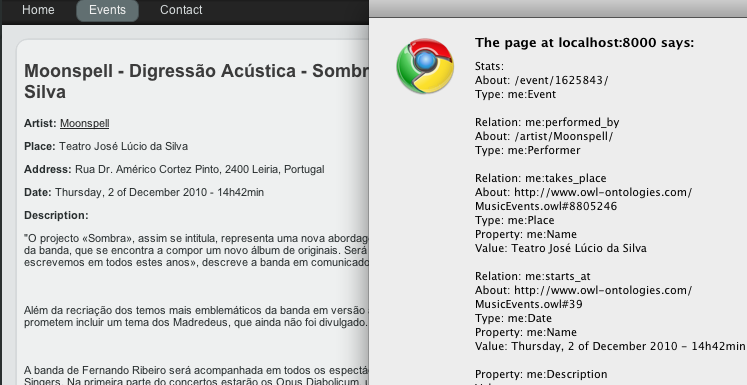 Home Events Contact
Moonspell - Digressão Acústica - Sombr
Silva
Artist: Moonspell
Place: Teatro José Lúcio da Silva
Address: Rua Dr. Américo Cortez Pinto, 2400 Leiria, Portugal
Date: Thursday, 2 of December 2010 - 14h42min
Description:
"O projecto «Sombra», assim se intitula, representa uma nova abordag
da banda, que se encontra a compor um novo álbum de originais. Será
escrevemos em todos estes anos», descreve a banda em comunicado
Além da recriação dos temos mais emblemáticos da banda em versão
prometem incluir um tema dos Madredeus, que ainda não foi divulgado.
A banda de Fernando Ribeiro será acompanhada em todos os espectá
Singers. Na primeira parte do concertos estarão os Opus Diabolicum,
The page at localhost:8000 says:
Stats:
About: /event/1625843/
Type: me:Event
Relation: me:performed_by
About: /artist/Moonspell/
Type: me:Performer
Relation: me:takes_place
About: http://www.owl-ontologies.com/
MusicEvents.owl#8805246
Type: me:Place
Property: me:Name
Value: Teatro José Lúcio da Silva
Relation: me:starts_at
About: http://www.owl-ontologies.com/
MusicEvents.owl#39
Type: me:Date
Property: me:Name
Value: Thursday, 2 of December 2010 - 14h42min
Property: me:Description